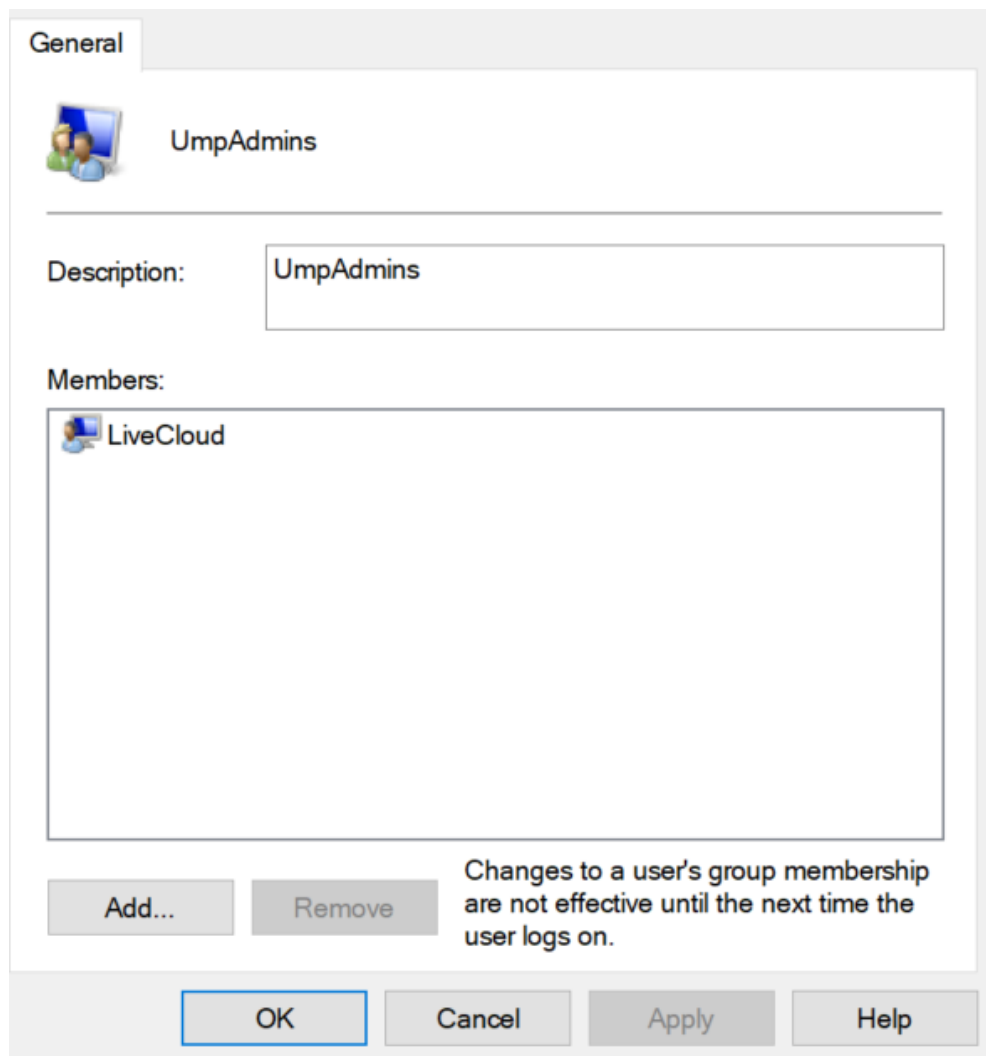 General
UmpAdmins
Description:
UmpAdmins
Members:
LiveCloud
Add...
Remove
Changes to a user's group membership
are not effective until the next time the
user logs on.
OK
Cancel
Apply
Help